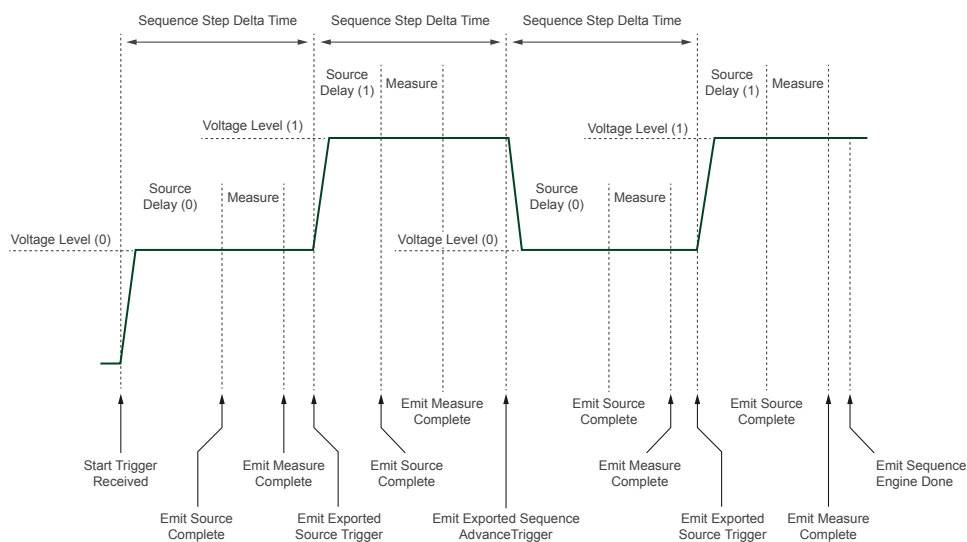 Sequence Step Delta Time
Sequence Step Delta Time
Sequence Step Delta Time
Source
Delay (1)
Measure
Source
Delay (1)
Measure
Voltage Level (1)
Voltage Level (1)
Source
Delay (0)
Measure
Source
Delay (0)
Measure
Voltage Level (0)
Voltage Level (0)
Emit Measure
Complete
Emit Source
Complete
Emit Source
Complete
Start Trigger
Received
Emit Measure
Complete
Emit Source
Complete
Emit Measure
Complete
Emit Sequence
Engine Done
Emit Source
Complete
Emit Exported
Source Trigger
Emit Exported Sequence
AdvanceTrigger
Emit Exported
Source Trigger
Emit Measure
Complete